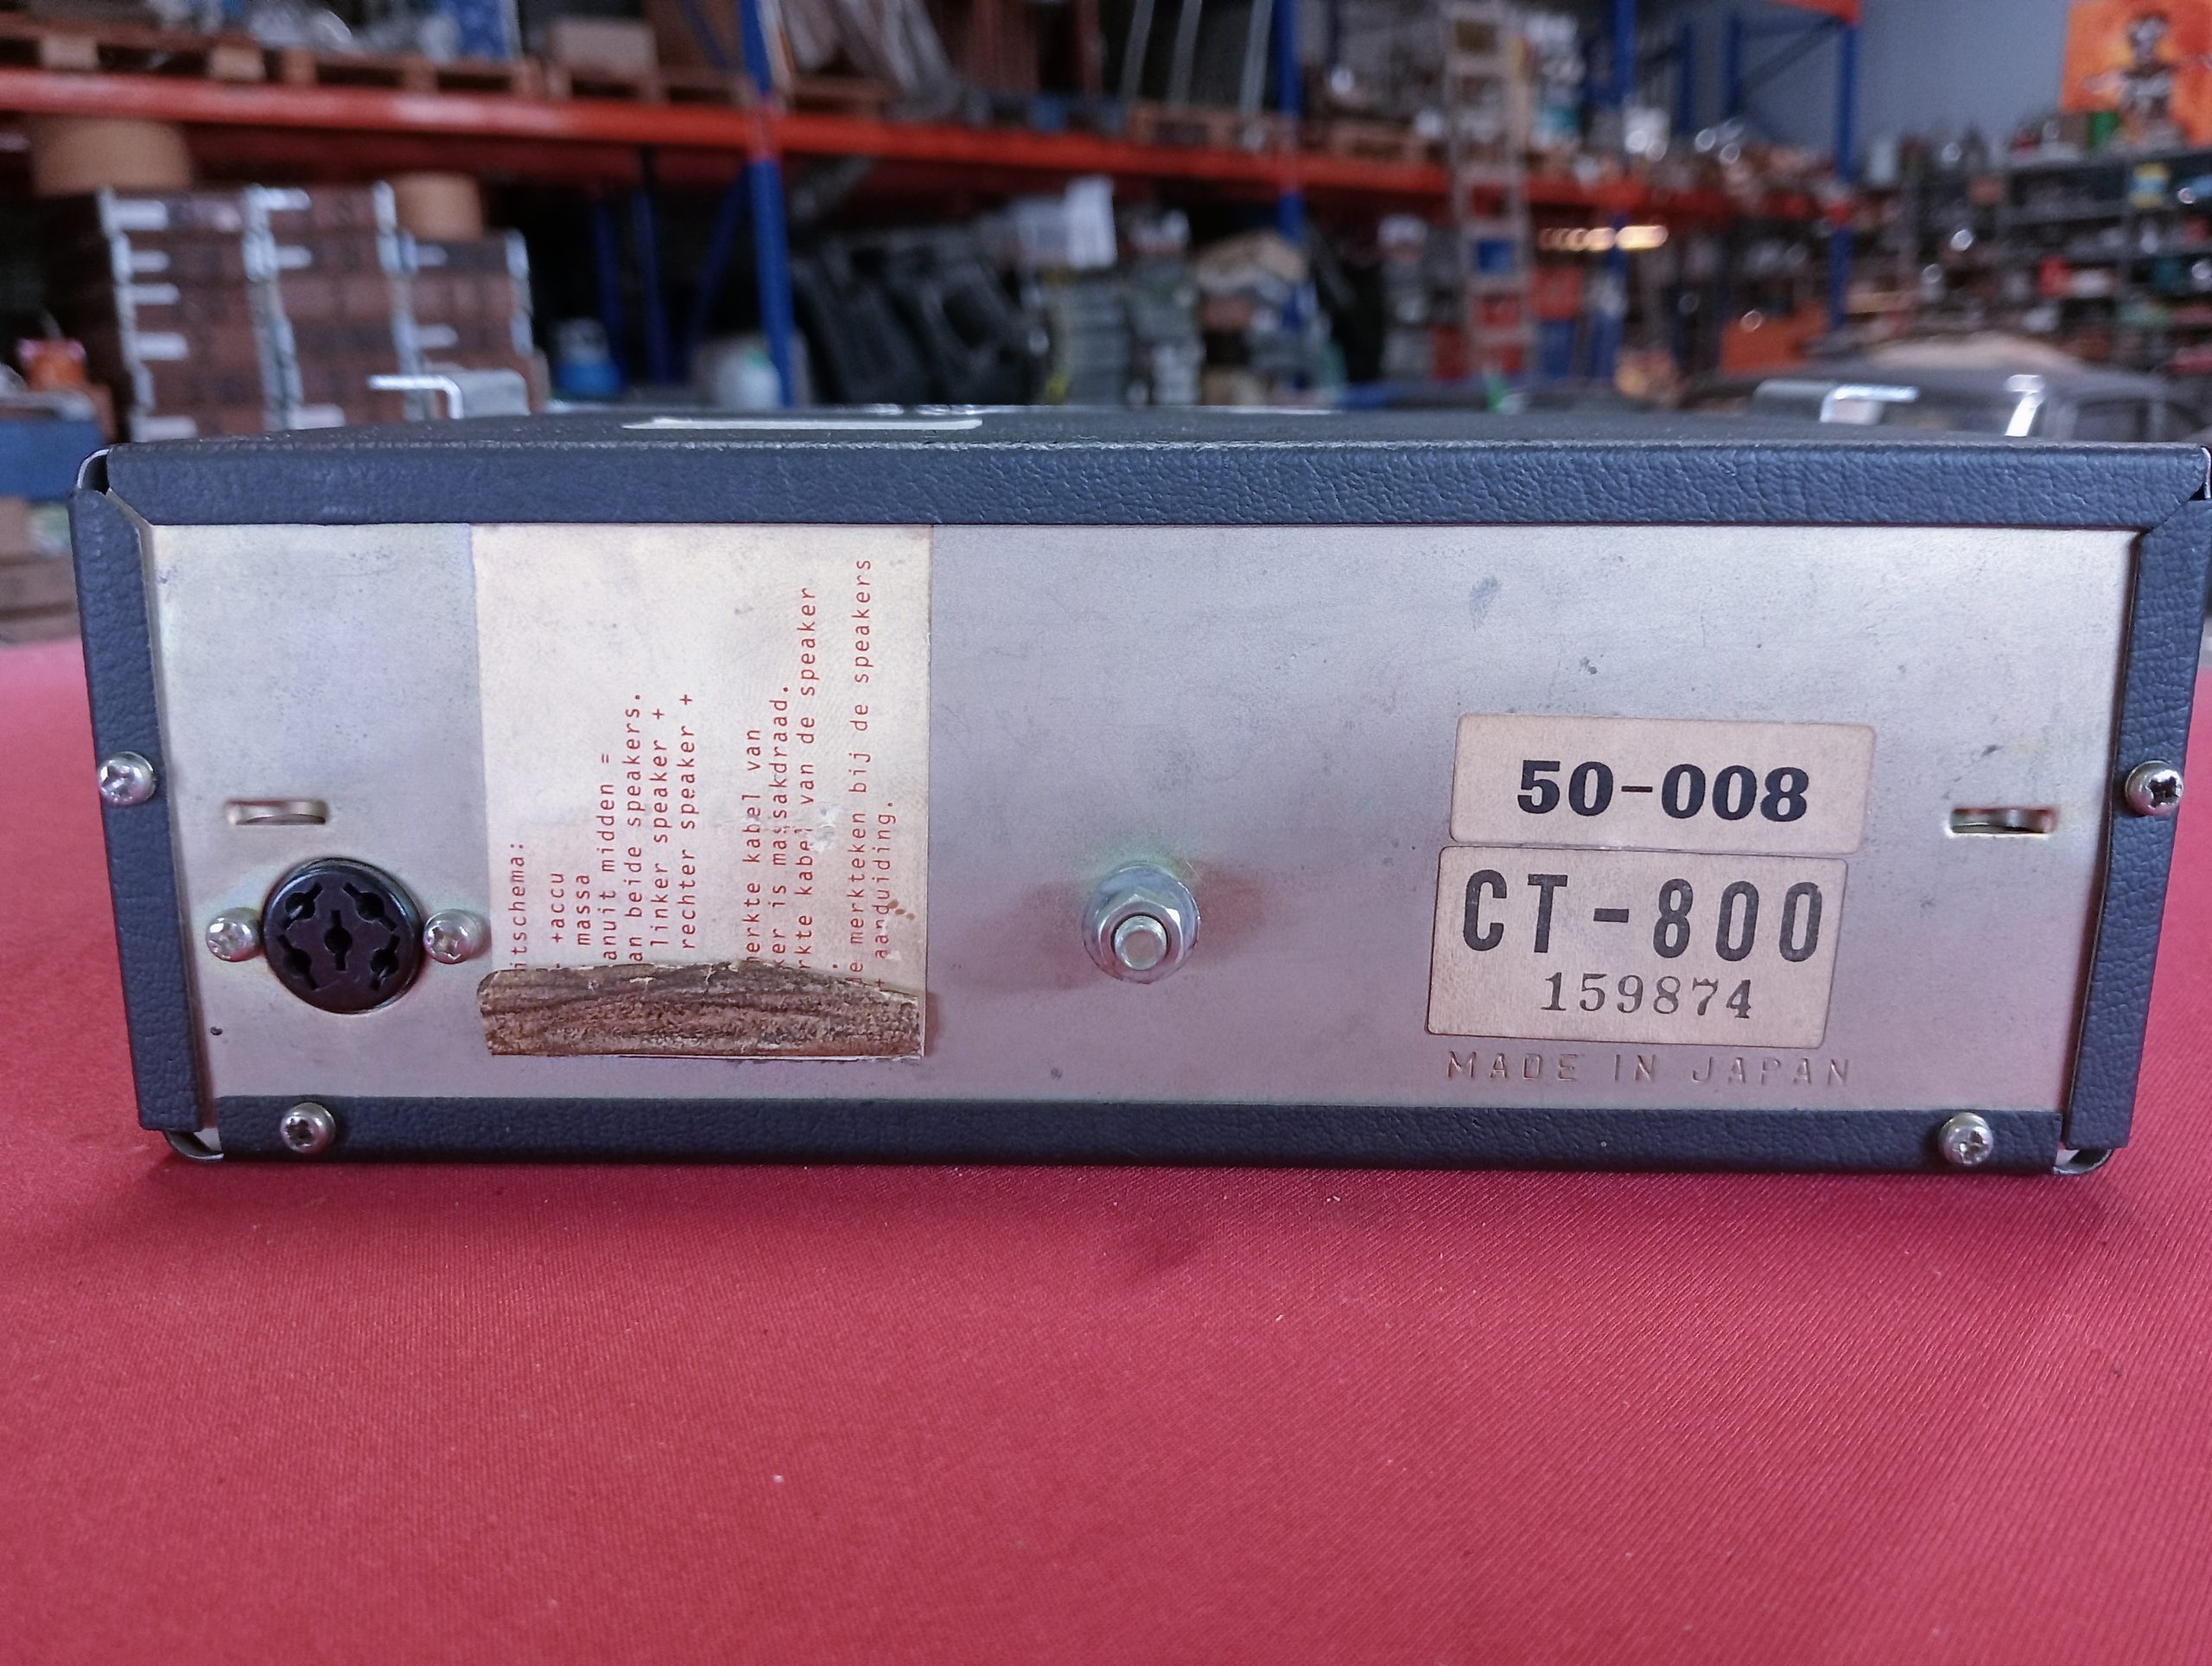 itschema:
+accu
massa
anuit midden =
an beide speakers.
linker speaker +
rechter speaker +
merkte kabel van
er is massakdraad.
rkte kabel van de speaker
e merkteken bij de speakers
+ aanduiding.
50-008
CT-800
159874
MADE IN JAPAN